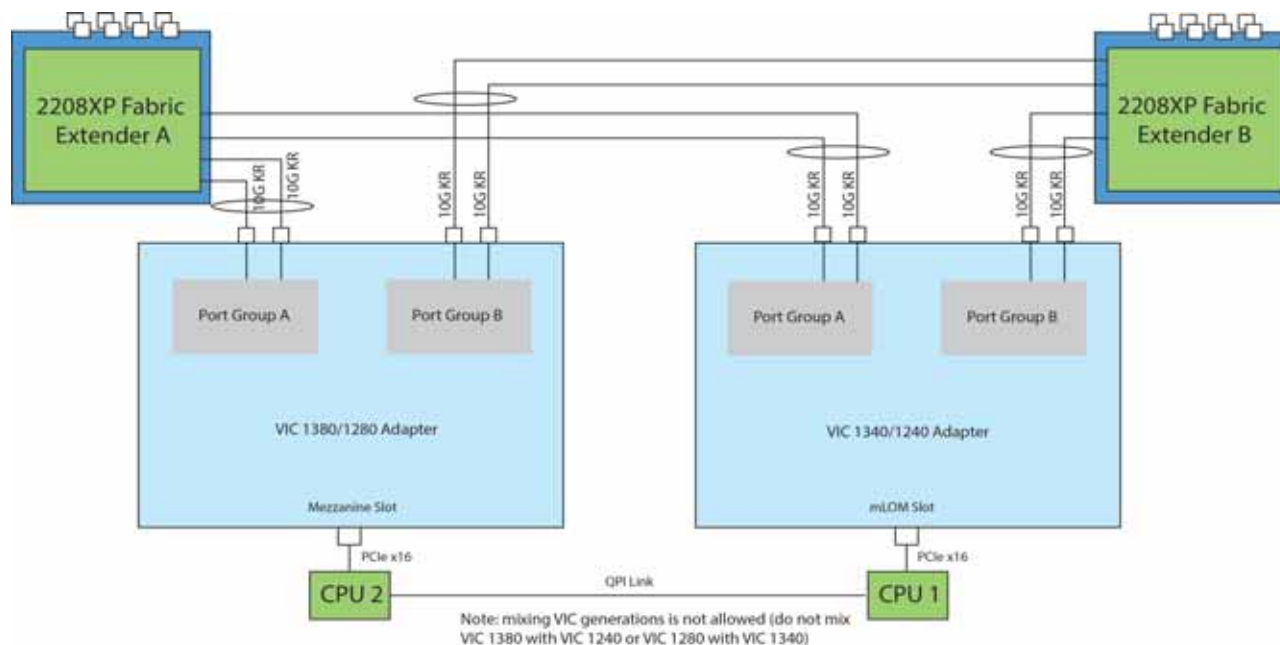 2208XP Fabric
Extender A
2208XP Fabric
Extender B
10G KR
10G KR
10G KR
10G KR
10G KR
10G KR
10G KR
10G KR
Port Group A
Port Group B
Port Group A
Port Group B
VIC 1380/1280 Adapter
VIC 1340/1240 Adapter
Mezzanine Slot
mLOM Slot
PCIe x16
PCIe x16
CPU 2
QPI Link
CPU 1
Note: mixing VIC generations is not allowed (do not mix
VIC 1380 with VIC 1240 or VIC 1280 with VIC 1340)